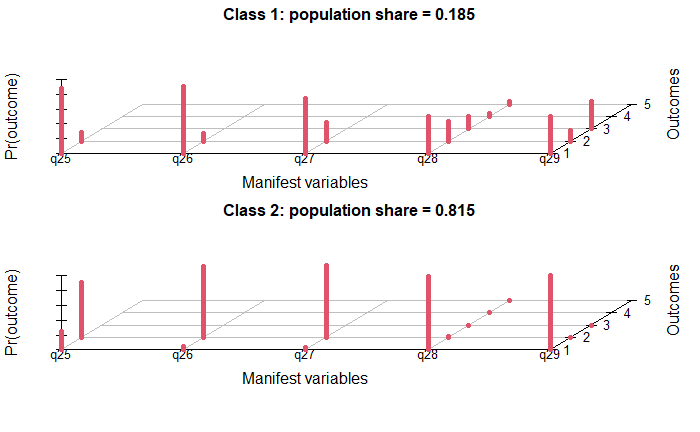 Class 1: population share = 0.185
Pr(outcome)
Outcomes
1
2
3
4
5
q25
q26
q27
q28
q29
Manifest variables
Class 2: population share = 0.815
Pr(outcome)
Outcomes
1
2
3
4
5
q25
q26
q27
q28
q29
Manifest variables